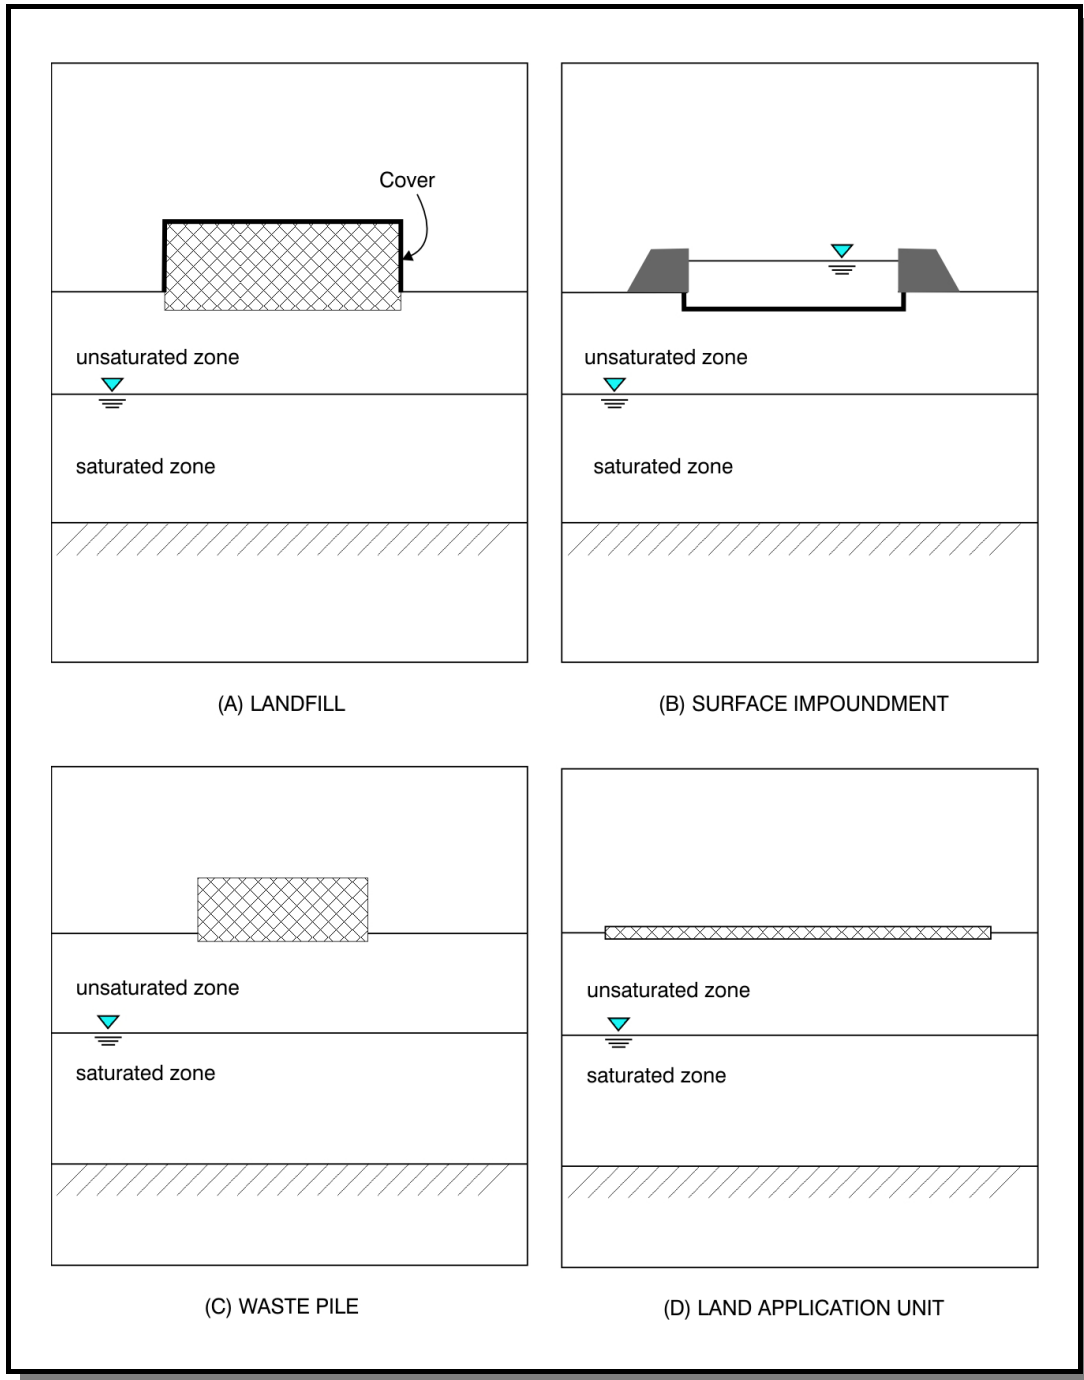 Cover
unsaturated zone
saturated zone
(A) LANDFILL
unsaturated zone
saturated zone
(B) SURFACE IMPOUNDMENT
unsaturated zone
saturated zone
(C) WASTE PILE
unsaturated zone
saturated zone
(D) LAND APPLICATION UNIT